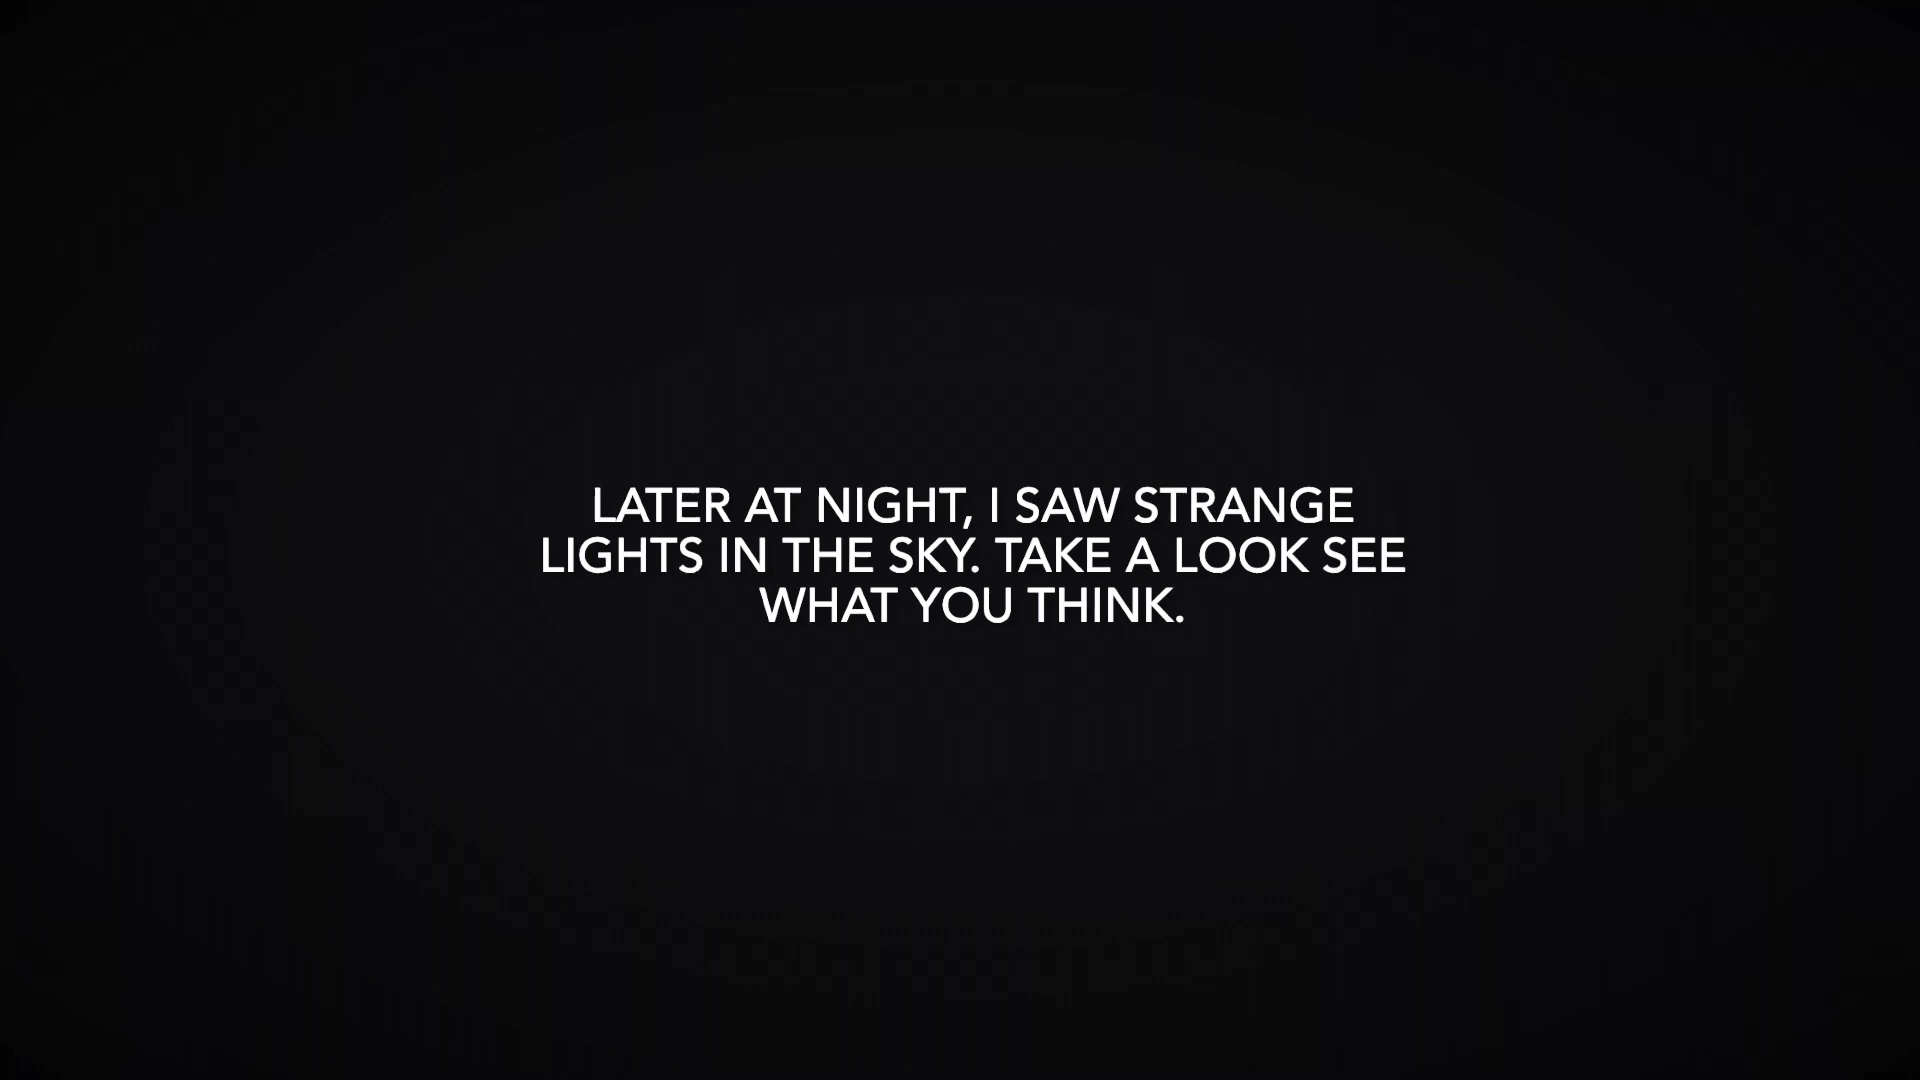 LATER AT NIGHT, I SAW STRANGE
LIGHTS IN THE SKY. TAKE A LOOK SEE
WHAT YOU THINK.